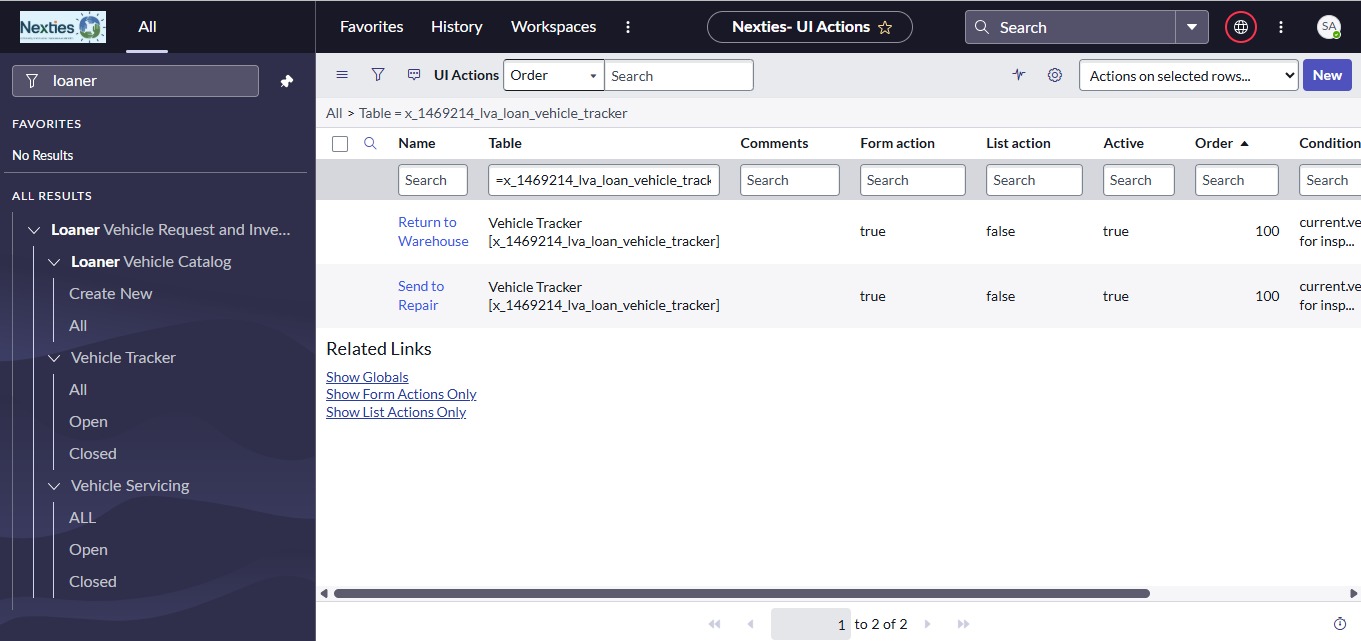 Nexties
All
Favorites
History
Workspaces
Nexties- UI Actions
Search
SA
loaner
FAVORITES
No Results
ALL RESULTS
Loaner Vehicle Request and Inve...
Loaner Vehicle Catalog
Create New
All
Vehicle Tracker
All
Open
Closed
Vehicle Servicing
ALL
Open
Closed
UI Actions
Order
Search
Actions on selected rows...
New
All > Table = x_1469214_lva_loan_vehicle_tracker
Name
Table
Comments
Form action
List action
Active
Order
Condition
Search
=x_1469214_lva_loan_vehicle_track
Search
Search
Search
Search
Search
Search
Return to
Warehouse
Vehicle Tracker
[x_1469214_lva_loan_vehicle_tracker]
true
false
true
100
current.ve
for insp...
Send to
Repair
Vehicle Tracker
[x_1469214_lva_loan_vehicle_tracker]
true
false
true
100
current.ve
for insp...
Related Links
Show Globals
Show Form Actions Only
Show List Actions Only
1 to 2 of 2